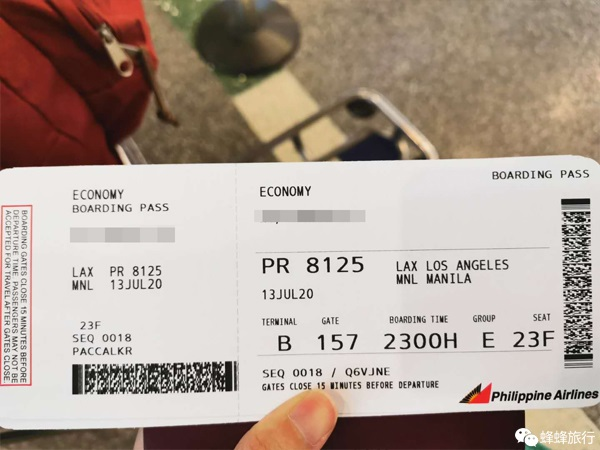 BOARDING GATES CLOSE 15 MINUTES BEFORE
DEPARTURE TIME. PASSENGERS MAY NOT BE
ACCEPTED FOR TRAVEL AFTER GATES CLOSE.
ECONOMY
BOARDING PASS
LAX PR 8125
MNL 13JUL20
23F
SEQ 0018
PACCALKR
BOARDING PASS
ECONOMY
PR 8125
LAX LOS ANGELES
MNL MANILA
13JUL20
TERMINAL GATE BOARDING TIME GROUP SEAT
B 157 2300H E 23F
SEQ 0018 / Q6VJNE
GATES CLOSE 15 MINUTES BEFORE DEPARTURE
Philippine Airlines
蜂蜂旅行